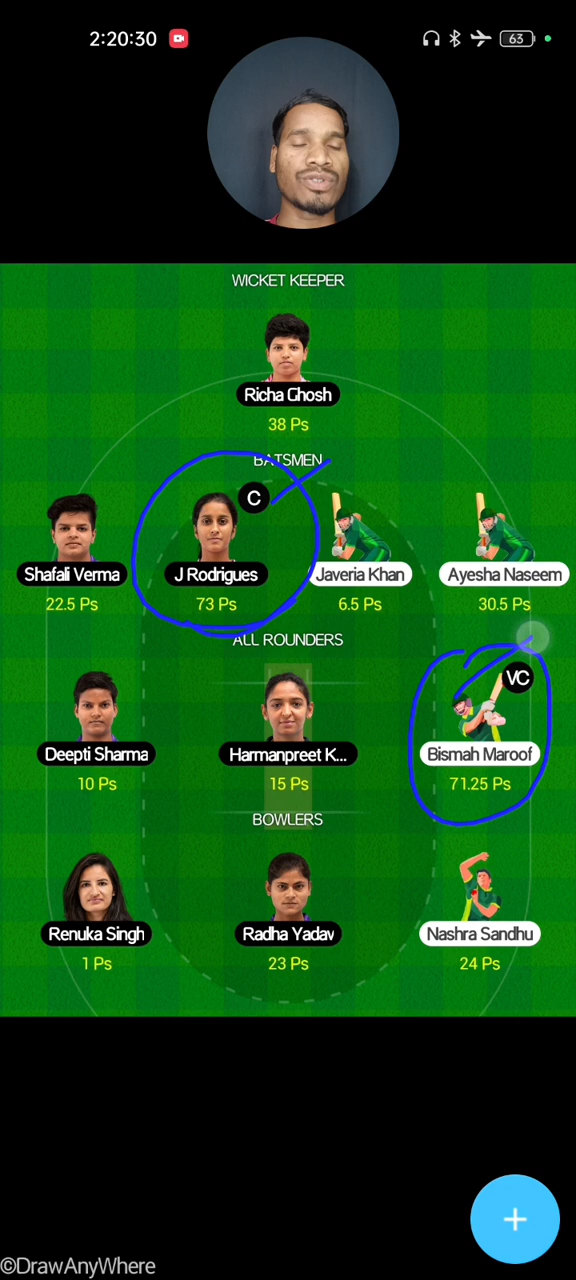 2:20:30
63
WICKET KEEPER
Richa Ghosh
38 Ps
BATSMEN
C
Shafali Verma
J Rodrigues
Javeria Khan
Ayesha Naseem
22.5 Ps
73 Ps
6.5 Ps
30.5 Ps
ALL ROUNDERS
VC
Deepti Sharma
Harmanpreet K...
Bismah Maroof
10 Ps
15 Ps
71.25 Ps
BOWLERS
Renuka Singh
Radha Yadav
Nashra Sandhu
1 Ps
23 Ps
24 Ps
©DrawAnyWhere